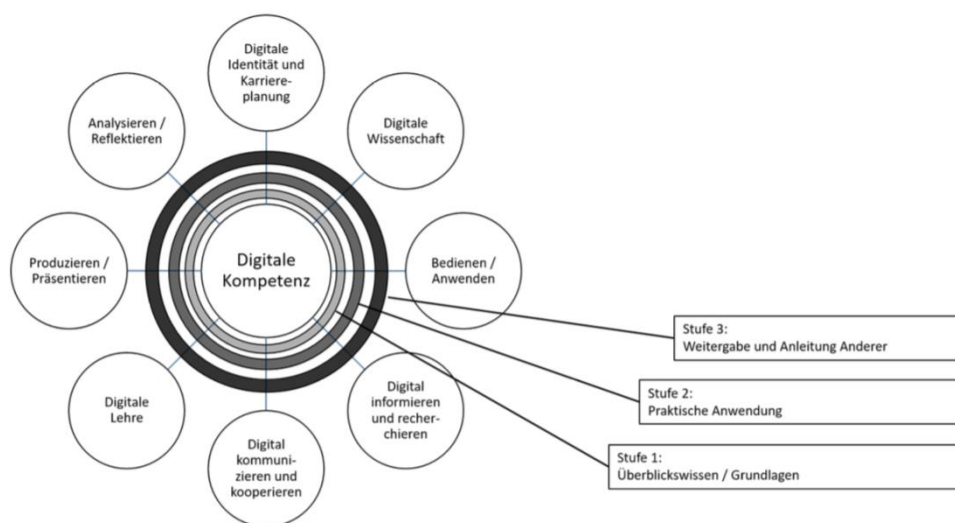 Digitale
Identität und
Karriere-
planung
Analysieren /
Reflektieren
Digitale
Wissenschaft
Produzieren /
Präsentieren
Digitale
Kompetenz
Bedienen /
Anwenden
Stufe 3:
Weitergabe und Anleitung Anderer
Digitale
Lehre
Digital
informieren
und recher-
chieren
Stufe 2:
Praktische Anwendung
Digital
kommuni-
zieren und
kooperieren
Stufe 1:
Überblickswissen / Grundlagen